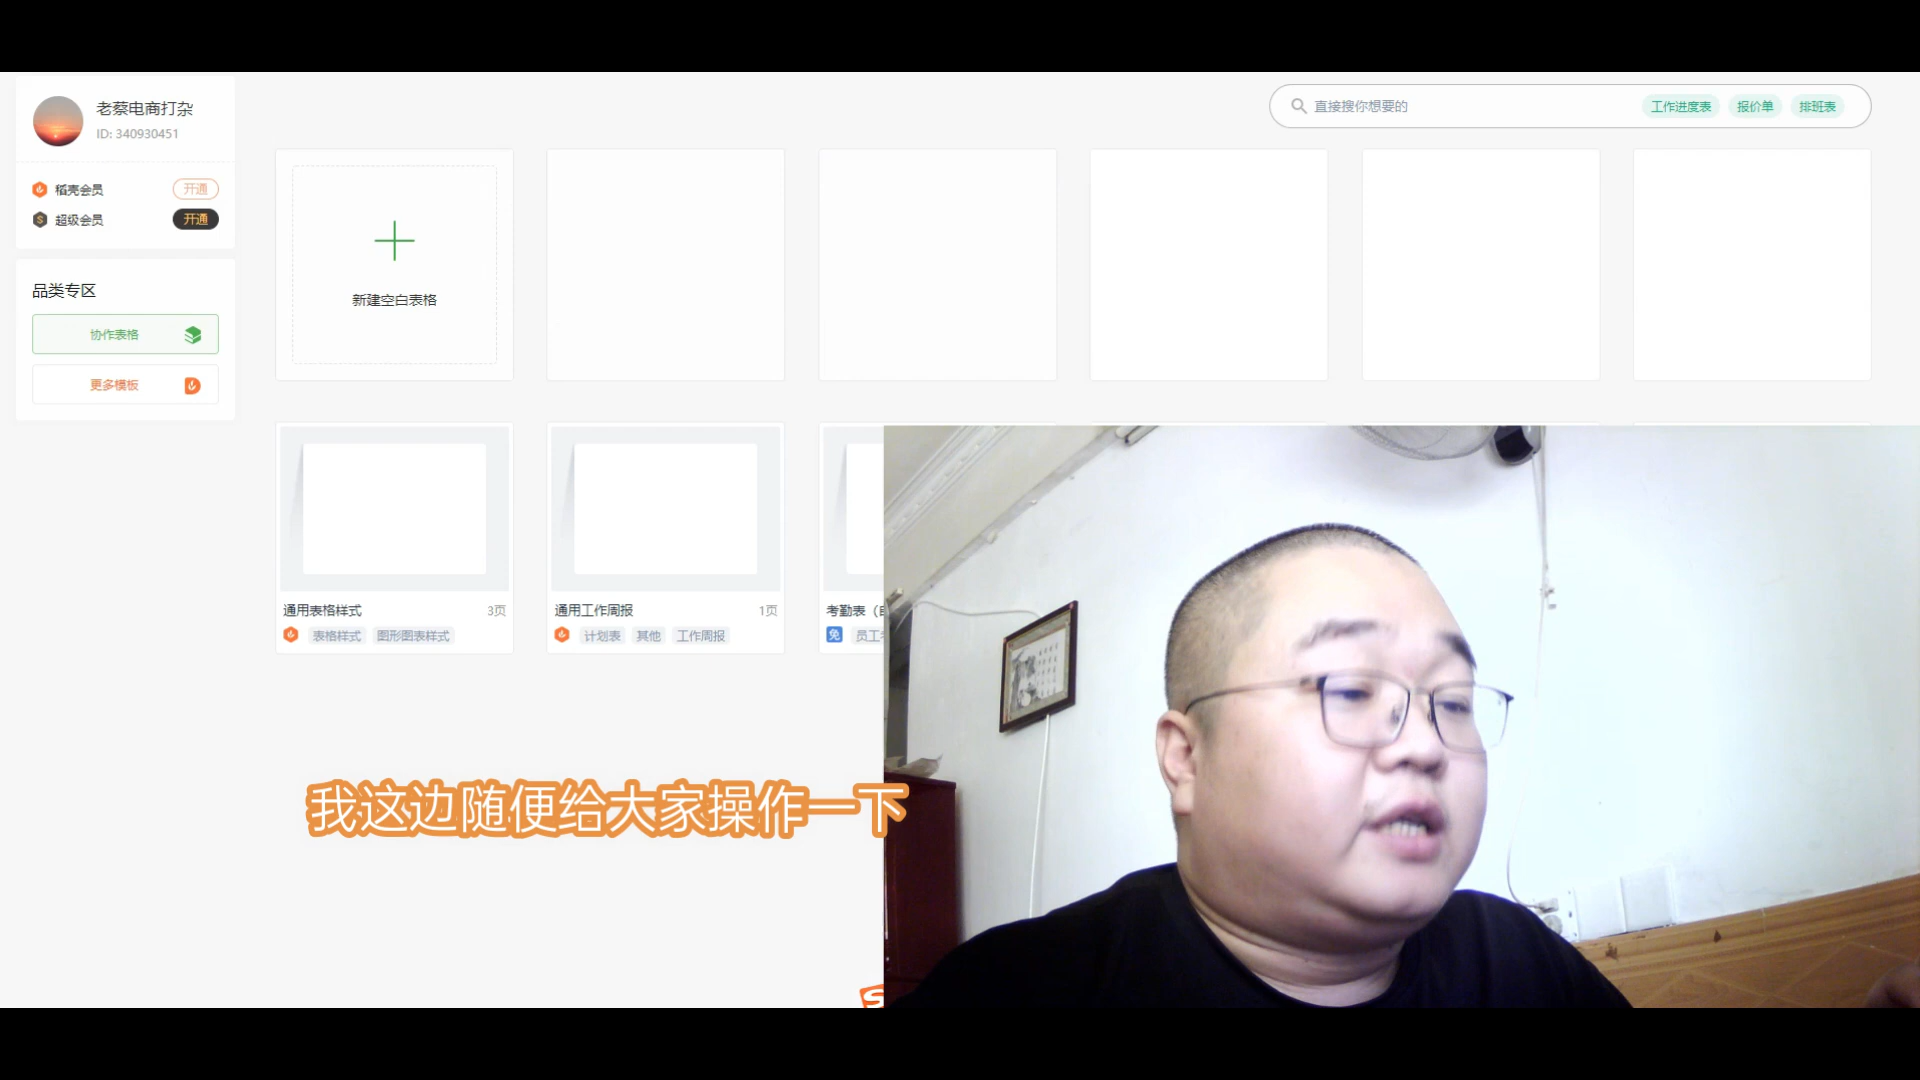 老蔡电商打杂
ID: 340930451
稻壳会员 开通
超级会员 开通
品类专区
协作表格
更多模板
直接搜你想要的 工作进度表 报价单 排班表
新建空白表格
通用表格样式 3页
表格样式 图形图表样式
通用工作周报 1页
计划表 其他 工作周报
考勤表
免 员工
我这边随便给大家操作一下